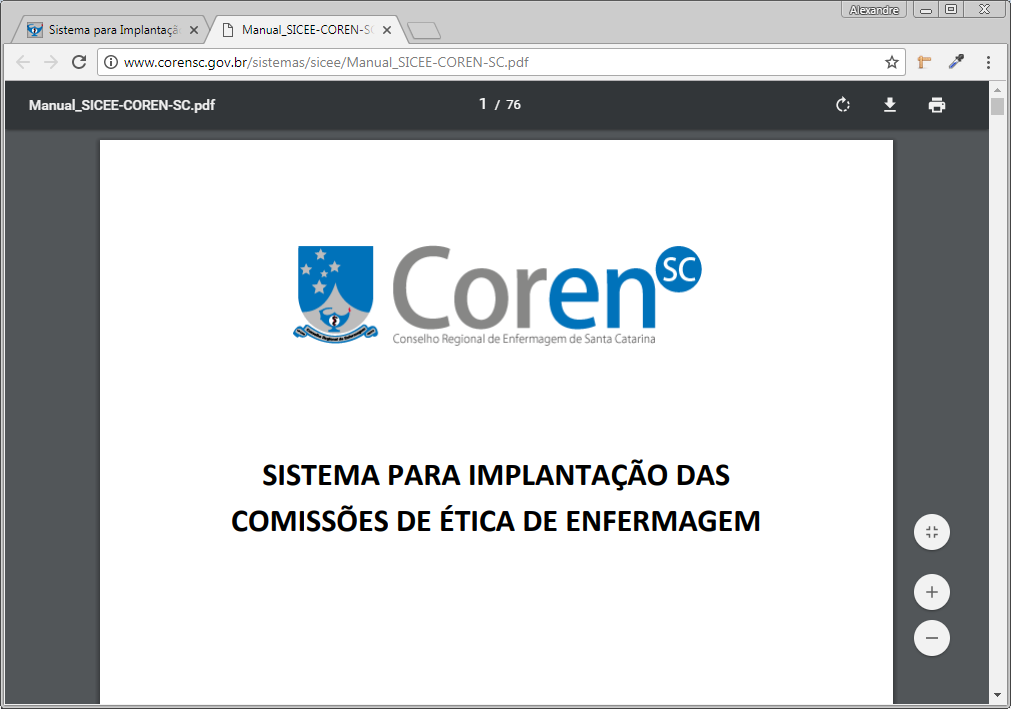 Alexandre
Sistema para Implantaçã
Manual_SICEE-COREN-SC
www.corensc.gov.br/sistemas/sicee/Manual_SICEE-COREN-SC.pdf
Manual_SICEE-COREN-SC.pdf 1 / 76
Coren SC
Conselho Regional de Enfermagem de Santa Catarina
SISTEMA PARA IMPLANTAÇÃO DAS
COMISSÕES DE ÉTICA DE ENFERMAGEM